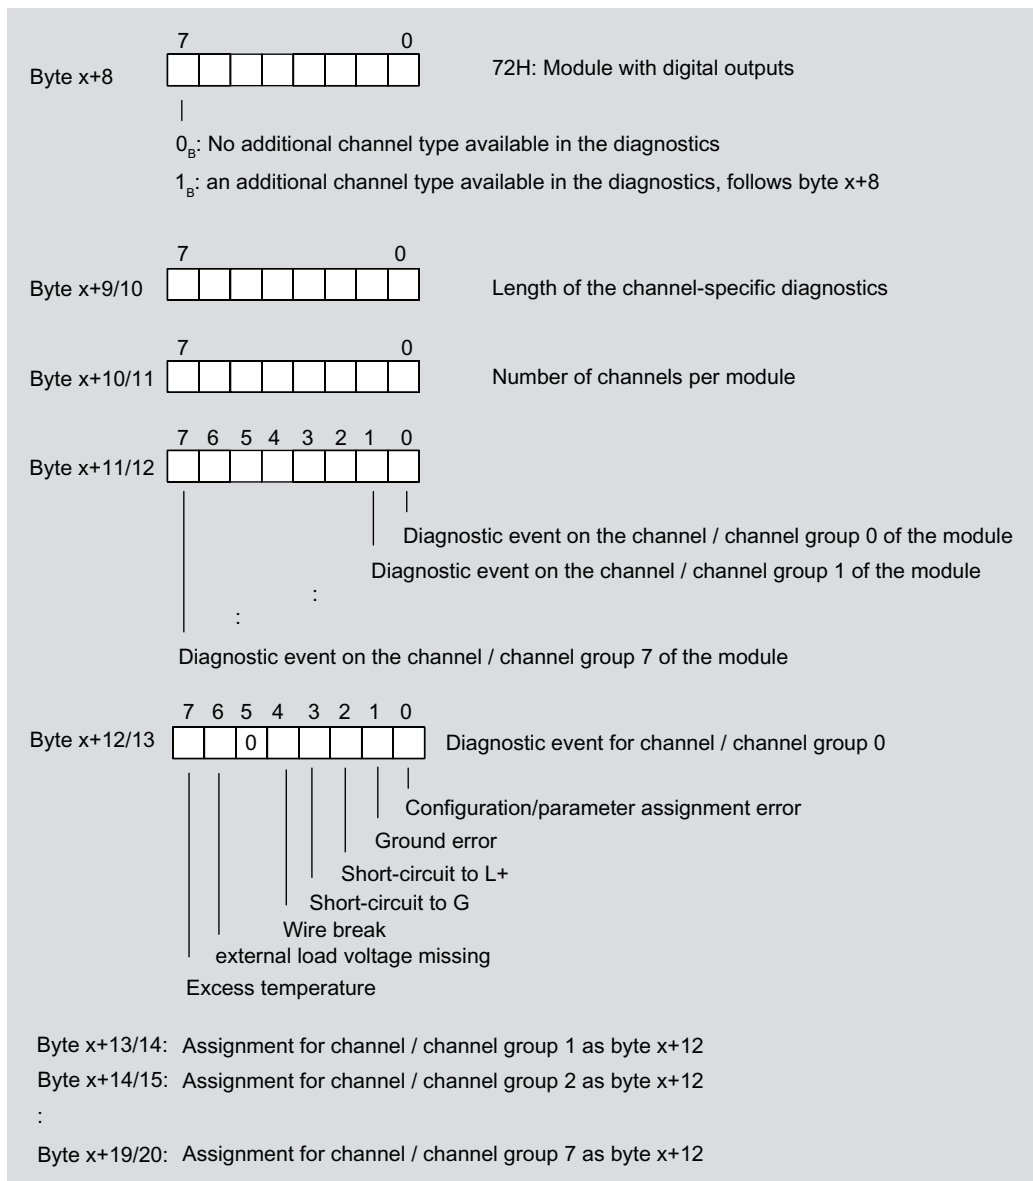 7 0
Byte x+8 72H: Module with digital outputs
0B: No additional channel type available in the diagnostics
1B: an additional channel type available in the diagnostics, follows byte x+8
7 0
Byte x+9/10 Length of the channel-specific diagnostics
7 0
Byte x+10/11 Number of channels per module
7 6 5 4 3 2 1 0
Byte x+11/12
Diagnostic event on the channel / channel group 0 of the module
Diagnostic event on the channel / channel group 1 of the module
:
:
Diagnostic event on the channel / channel group 7 of the module
7 6 5 4 3 2 1 0
Byte x+12/13 0 Diagnostic event for channel / channel group 0
Configuration/parameter assignment error
Ground error
Short-circuit to L+
Short-circuit to G
Wire break
external load voltage missing
Excess temperature
Byte x+13/14: Assignment for channel / channel group 1 as byte x+12
Byte x+14/15: Assignment for channel / channel group 2 as byte x+12
:
Byte x+19/20: Assignment for channel / channel group 7 as byte x+12